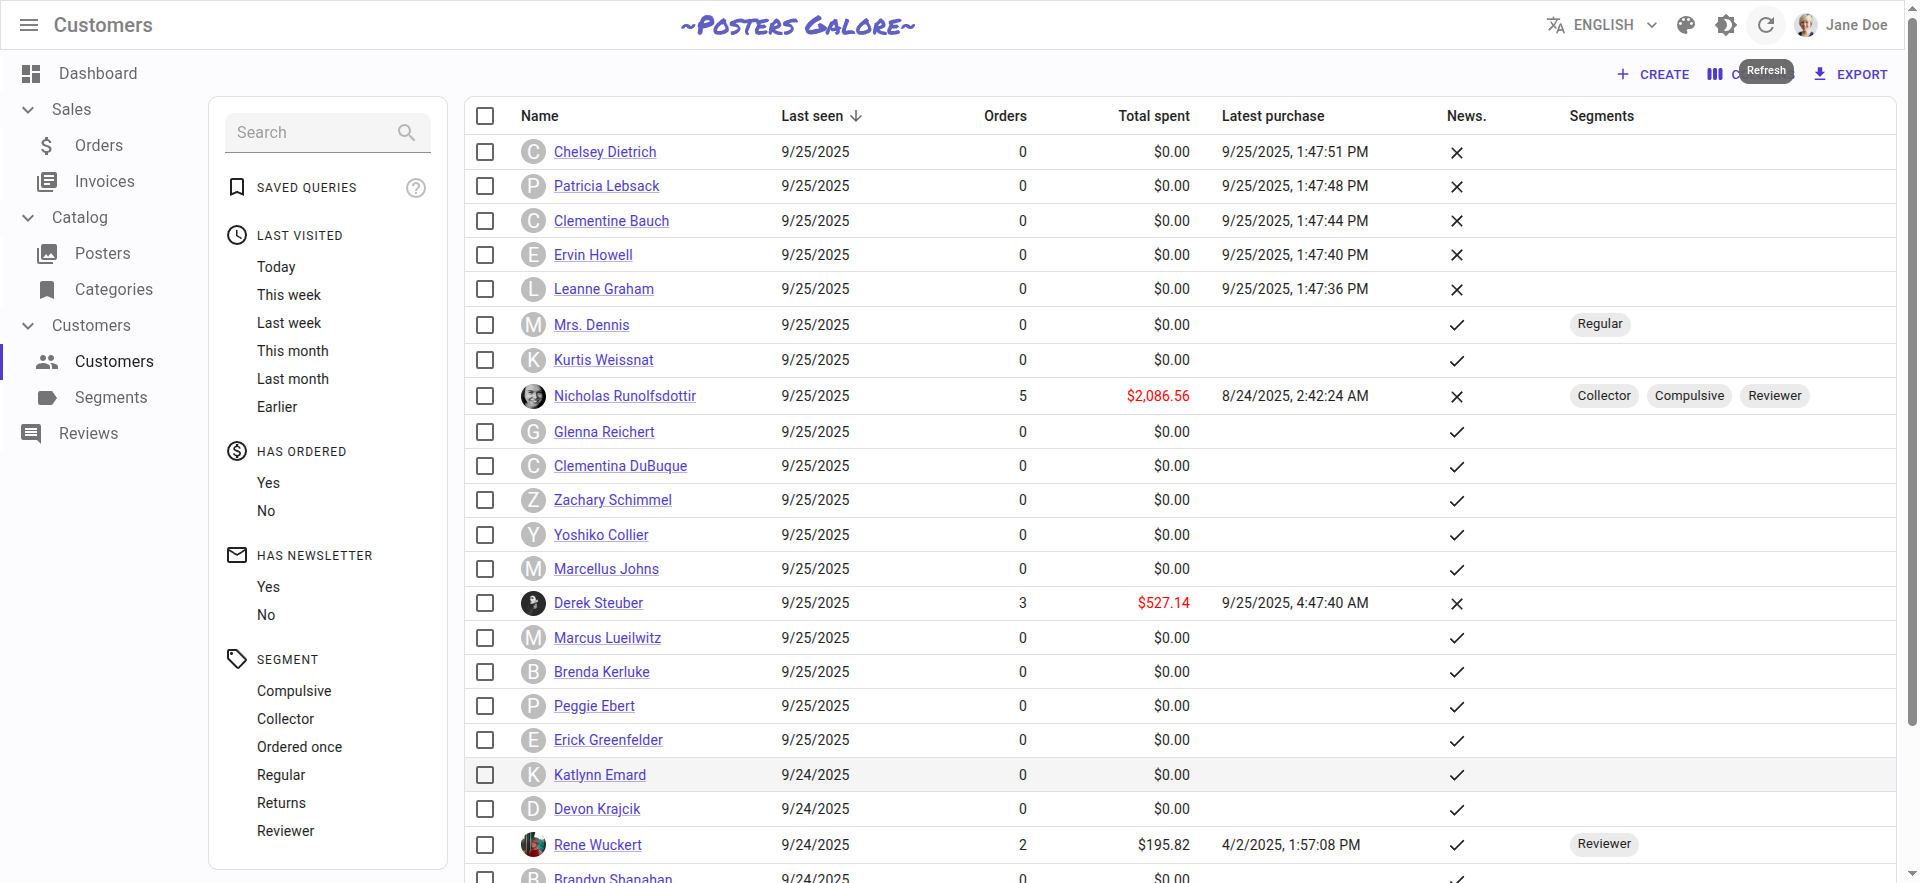 Customers
~Posters Galore~
ENGLISH
Jane Doe
Dashboard
Sales
Orders
Invoices
Catalog
Posters
Categories
Customers
Customers
Segments
Reviews
CREATE
Refresh
EXPORT
Search
SAVED QUERIES
LAST VISITED
Today
This week
Last week
This month
Last month
Earlier
HAS ORDERED
Yes
No
HAS NEWSLETTER
Yes
No
SEGMENT
Compulsive
Collector
Ordered once
Regular
Returns
Reviewer
Name Last seen Orders Total spent Latest purchase News. Segments
C Chelsey Dietrich 9/25/2025 0 $0.00 9/25/2025, 1:47:51 PM
P Patricia Lebsack 9/25/2025 0 $0.00 9/25/2025, 1:47:48 PM
C Clementine Bauch 9/25/2025 0 $0.00 9/25/2025, 1:47:44 PM
E Ervin Howell 9/25/2025 0 $0.00 9/25/2025, 1:47:40 PM
L Leanne Graham 9/25/2025 0 $0.00 9/25/2025, 1:47:36 PM
M Mrs. Dennis 9/25/2025 0 $0.00 Regular
K Kurtis Weissnat 9/25/2025 0 $0.00
Nicholas Runolfsdottir 9/25/2025 5 $2,086.56 8/24/2025, 2:42:24 AM Collector Compulsive Reviewer
G Glenna Reichert 9/25/2025 0 $0.00
C Clementina DuBuque 9/25/2025 0 $0.00
Z Zachary Schimmel 9/25/2025 0 $0.00
Y Yoshiko Collier 9/25/2025 0 $0.00
M Marcellus Johns 9/25/2025 0 $0.00
Derek Steuber 9/25/2025 3 $527.14 9/25/2025, 4:47:40 AM
M Marcus Lueilwitz 9/25/2025 0 $0.00
B Brenda Kerluke 9/25/2025 0 $0.00
P Peggie Ebert 9/25/2025 0 $0.00
E Erick Greenfelder 9/25/2025 0 $0.00
K Katlynn Emard 9/24/2025 0 $0.00
D Devon Krajcik 9/24/2025 0 $0.00
Rene Wuckert 9/24/2025 2 $195.82 4/2/2025, 1:57:08 PM Reviewer
B Brandyn Shanahan 9/24/2025 0 $0.00